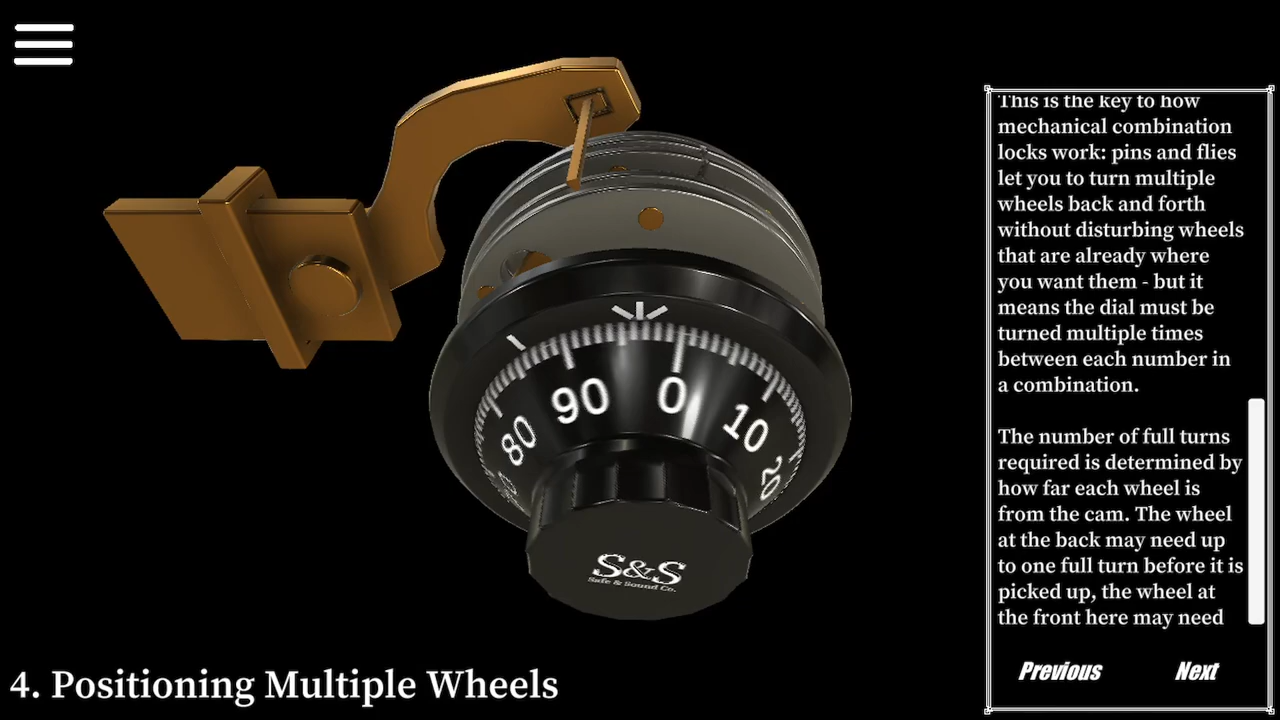 This is the key to how
mechanical combination
locks work: pins and flies
let you to turn multiple
wheels back and forth
without disturbing wheels
that are already where
you want them - but it
means the dial must be
turned multiple times
between each number in
a combination.
The number of full turns
required is determined by
how far each wheel is
from the cam. The wheel
at the back may need up
to one full turn before it is
picked up, the wheel at
the front here may need
Previous Next
80 90 0 10 20
S&S
Safe & Sound Co.
4. Positioning Multiple Wheels